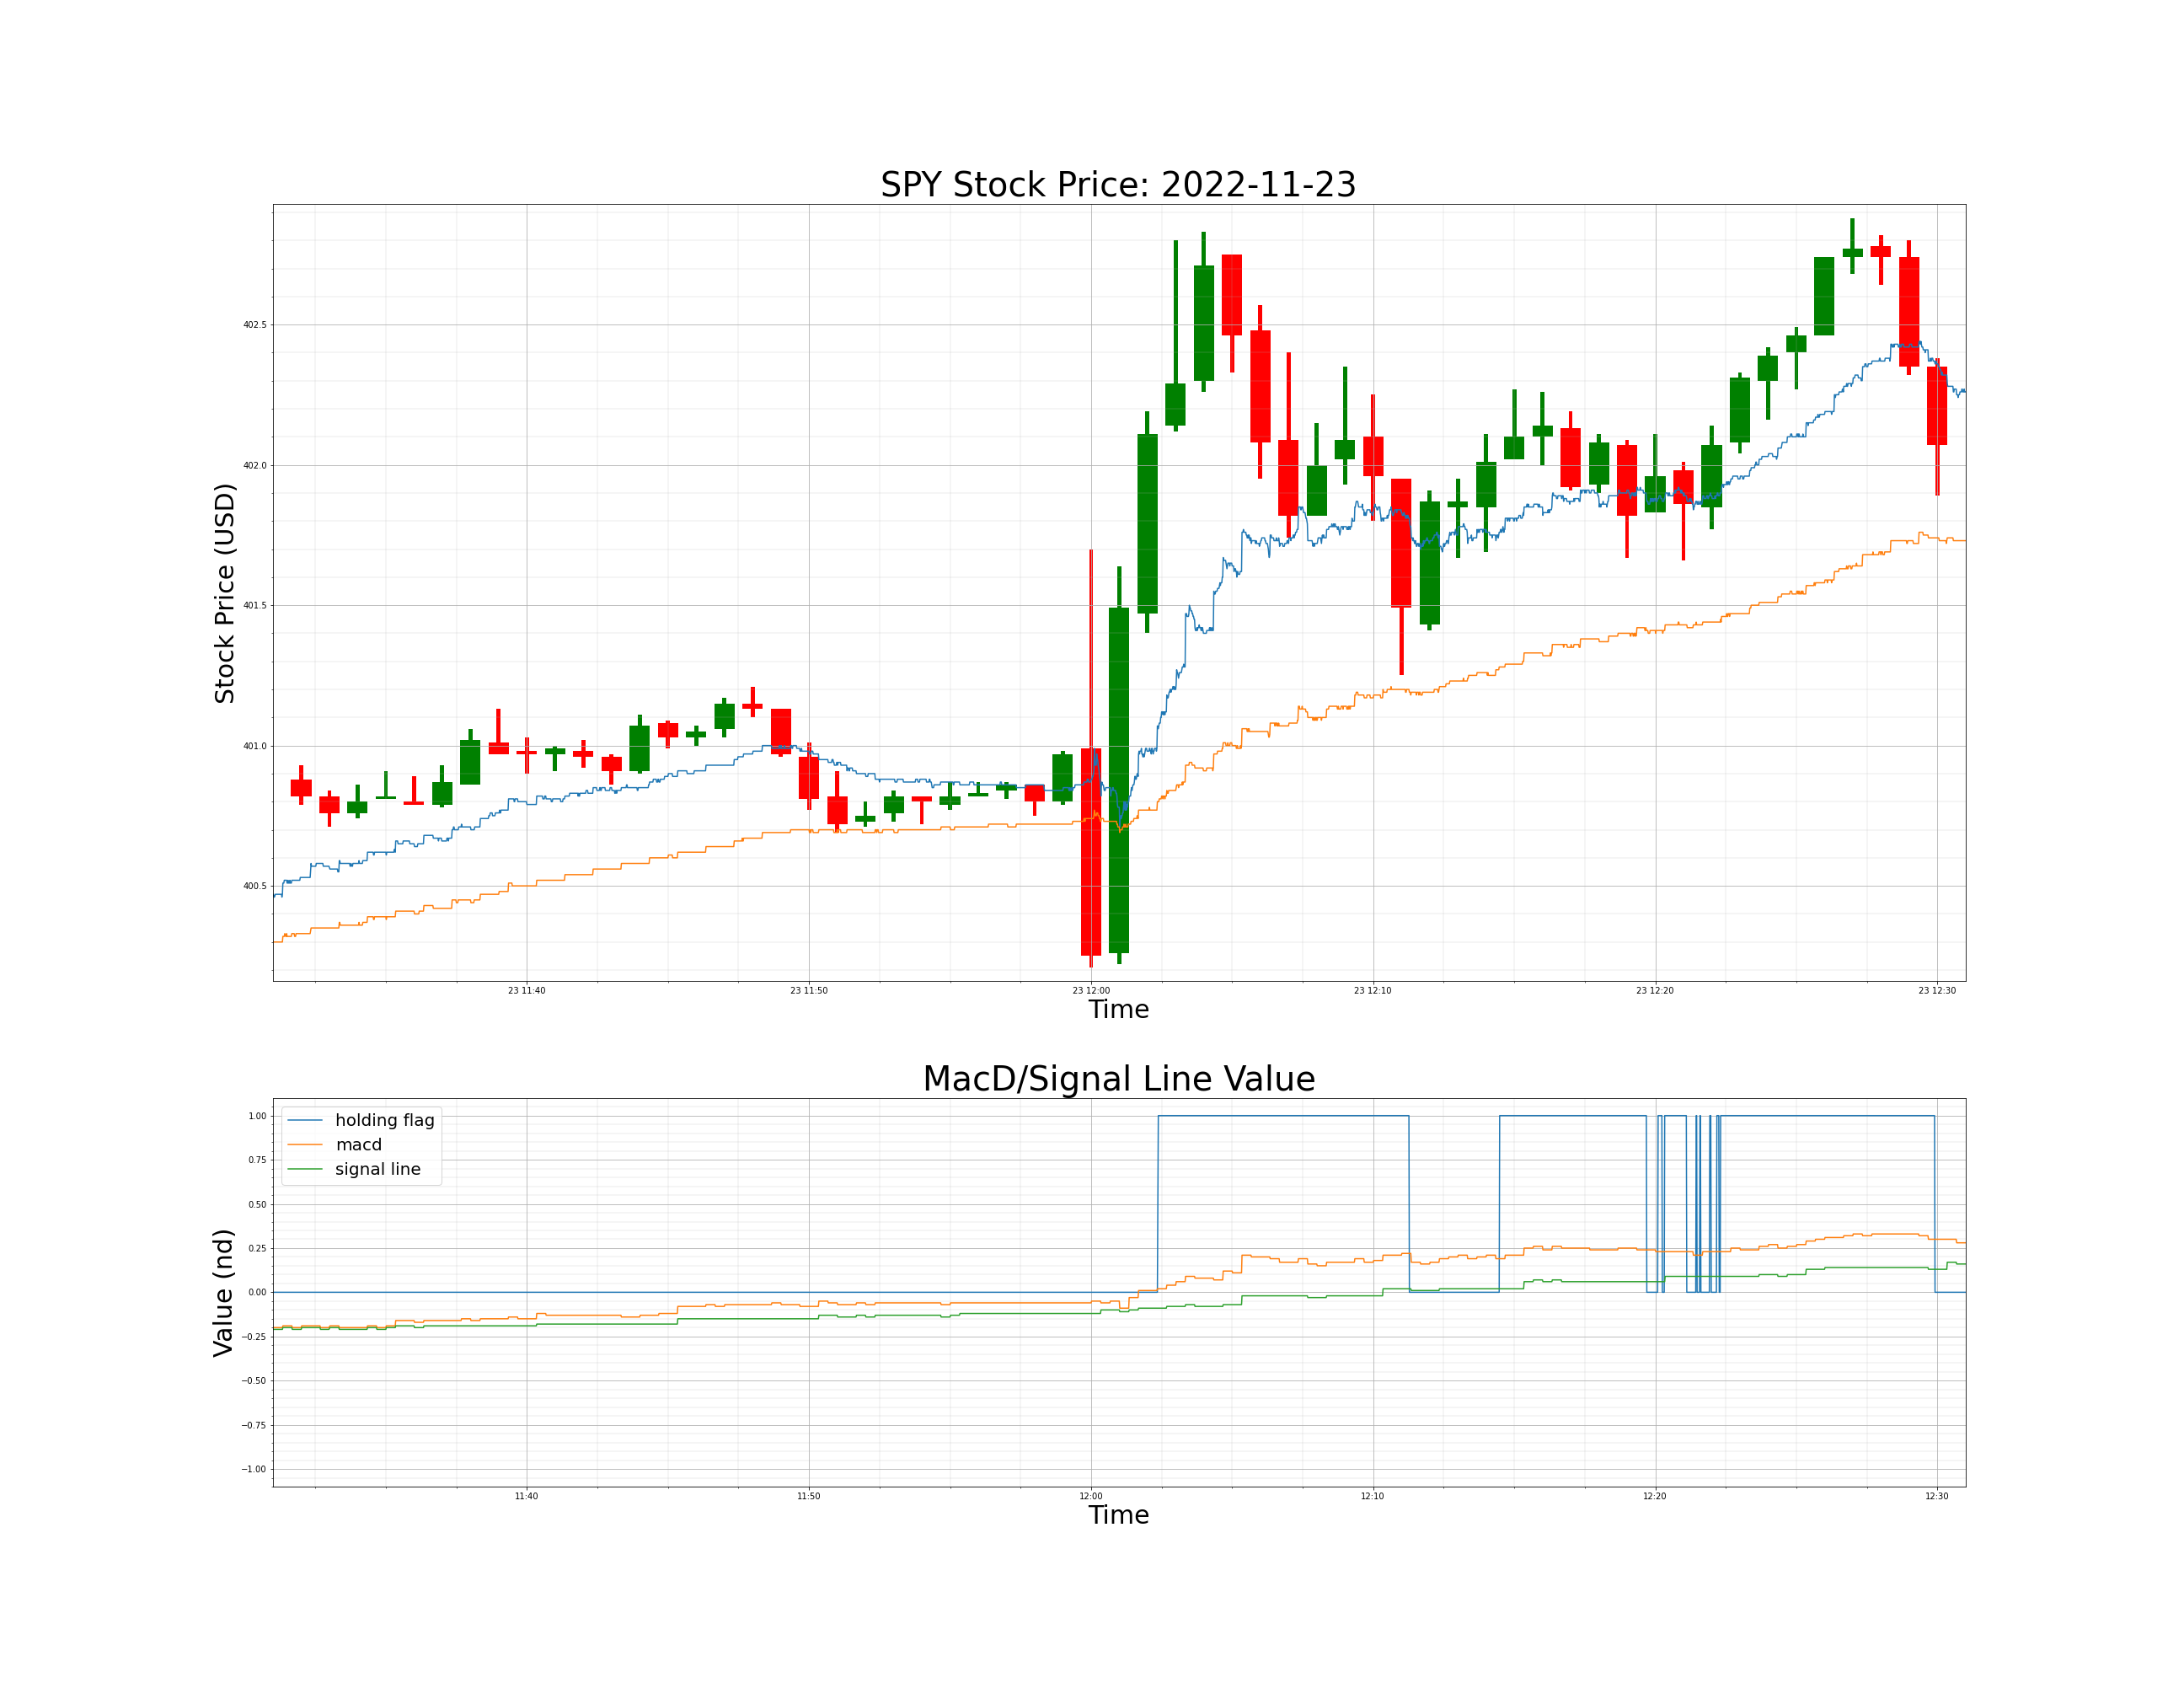 SPY Stock Price: 2022-11-23
Stock Price (USD)
402.5
402.0
401.5
401.0
400.5
23 11:40 23 11:50 23 12:00 23 12:10 23 12:20 23 12:30
Time
MacD/Signal Line Value
Value (nd)
1.00
0.75
0.50
0.25
0.00
−0.25
−0.50
−0.75
−1.00
holding flag
macd
signal line
11:40 11:50 12:00 12:10 12:20 12:30
Time